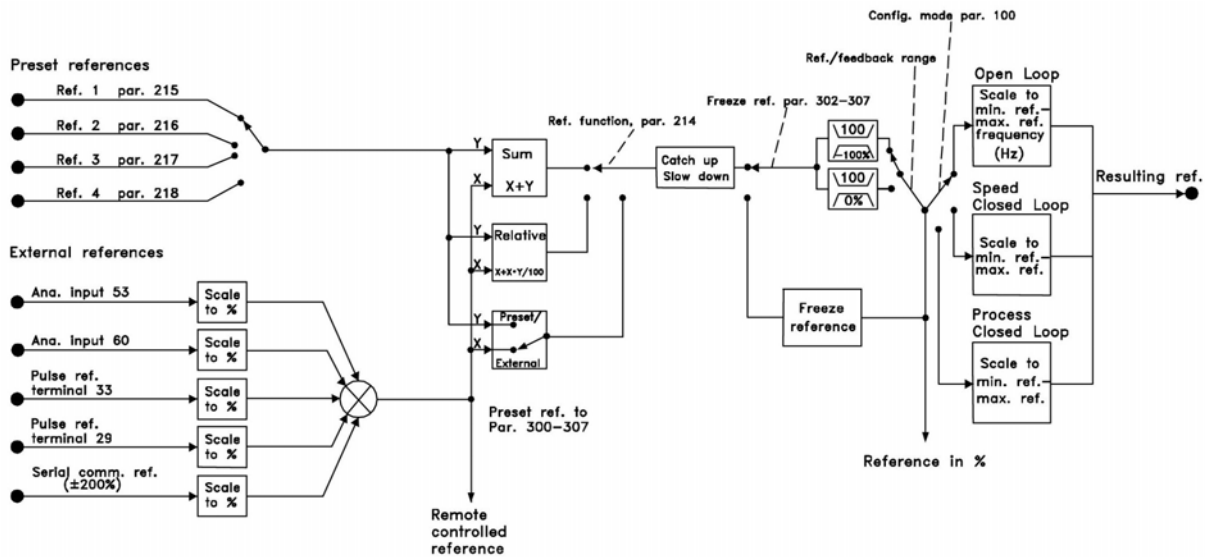 Config. mode par. 100
Ref./feedback range
Preset references
Ref. 1 par. 215
Ref. 2 par. 216
Ref. 3 par. 217
Ref. 4 par. 218
Freeze ref. par. 302-307
Ref. function, par. 214
Y
Sum
X
X+Y
Catch up
Slow down
100
-100%
100
0%
Open Loop
Scale to
min. ref.-
max. ref.
frequency
(Hz)
Resulting ref.
Speed
Closed Loop
Scale to
min. ref.-
max. ref.
Process
Closed Loop
Scale to
min. ref.-
max. ref.
Y
Relative
X
X+X·Y/100
Y
Preset/
X
External
Freeze
reference
Preset ref. to
Par. 300-307
Reference in %
External references
Ana. input 53
Scale
to %
Ana. input 60
Scale
to %
Pulse ref.
terminal 33
Scale
to %
Pulse ref.
terminal 29
Scale
to %
Serial comm. ref.
(±200%)
Scale
to %
Remote
controlled
reference